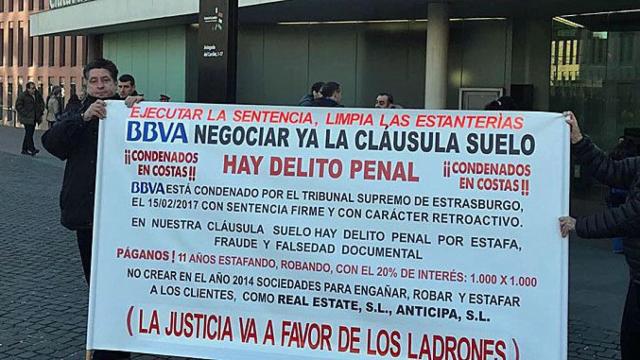 EJECUTAR LA SENTENCIA, LIMPIA LAS ESTANTERÍAS
BBVA NEGOCIAR YA LA CLÁUSULA SUELO
¡¡CONDENADOS EN COSTAS!! HAY DELITO PENAL ¡¡CONDENADOS EN COSTAS!!
BBVA ESTÁ CONDENADO POR EL TRIBUNAL SUPREMO DE ESTRASBURGO,
EL 15/02/2017 CON SENTENCIA FIRME Y CON CARÁCTER RETROACTIVO.
EN NUESTRA CLÁUSULA SUELO HAY DELITO PENAL POR ESTAFA,
FRAUDE Y FALSEDAD DOCUMENTAL
PÁGANOS! 11 AÑOS ESTAFANDO, ROBANDO, CON EL 20% DE INTERÉS: 1.000 X 1.000
NO CREAR EN EL AÑO 2014 SOCIEDADES PARA ENGAÑAR, ROBAR Y ESTAFAR
A LOS CLIENTES, COMO REAL ESTATE, S.L., ANTICIPA, S.L.
(LA JUSTICIA VA A FAVOR DE LOS LADRONES)